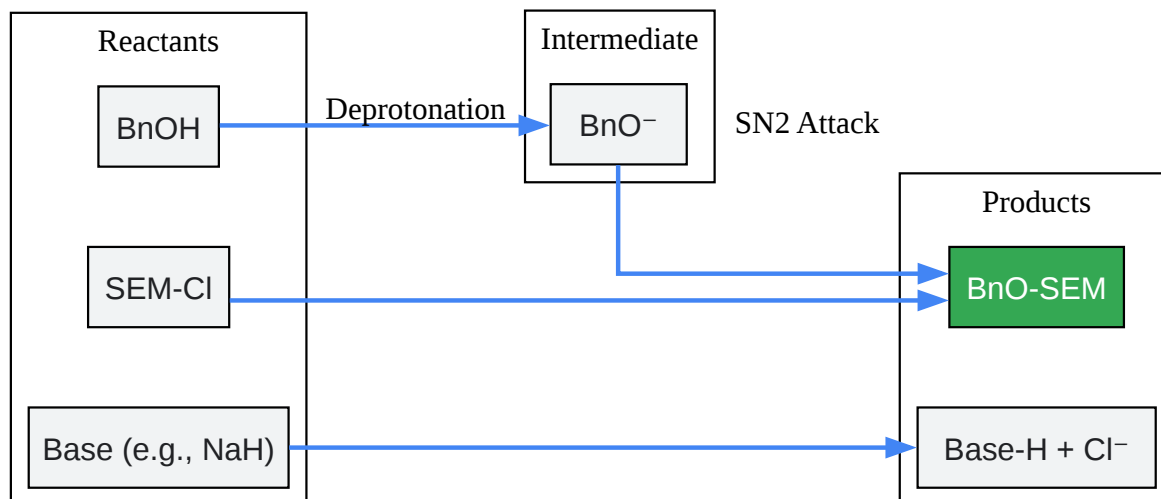 Reactants
BnOH
SEM-Cl
Base (e.g., NaH)
Deprotonation
Intermediate
BnO⁻
SN2 Attack
Products
BnO-SEM
Base-H + Cl⁻